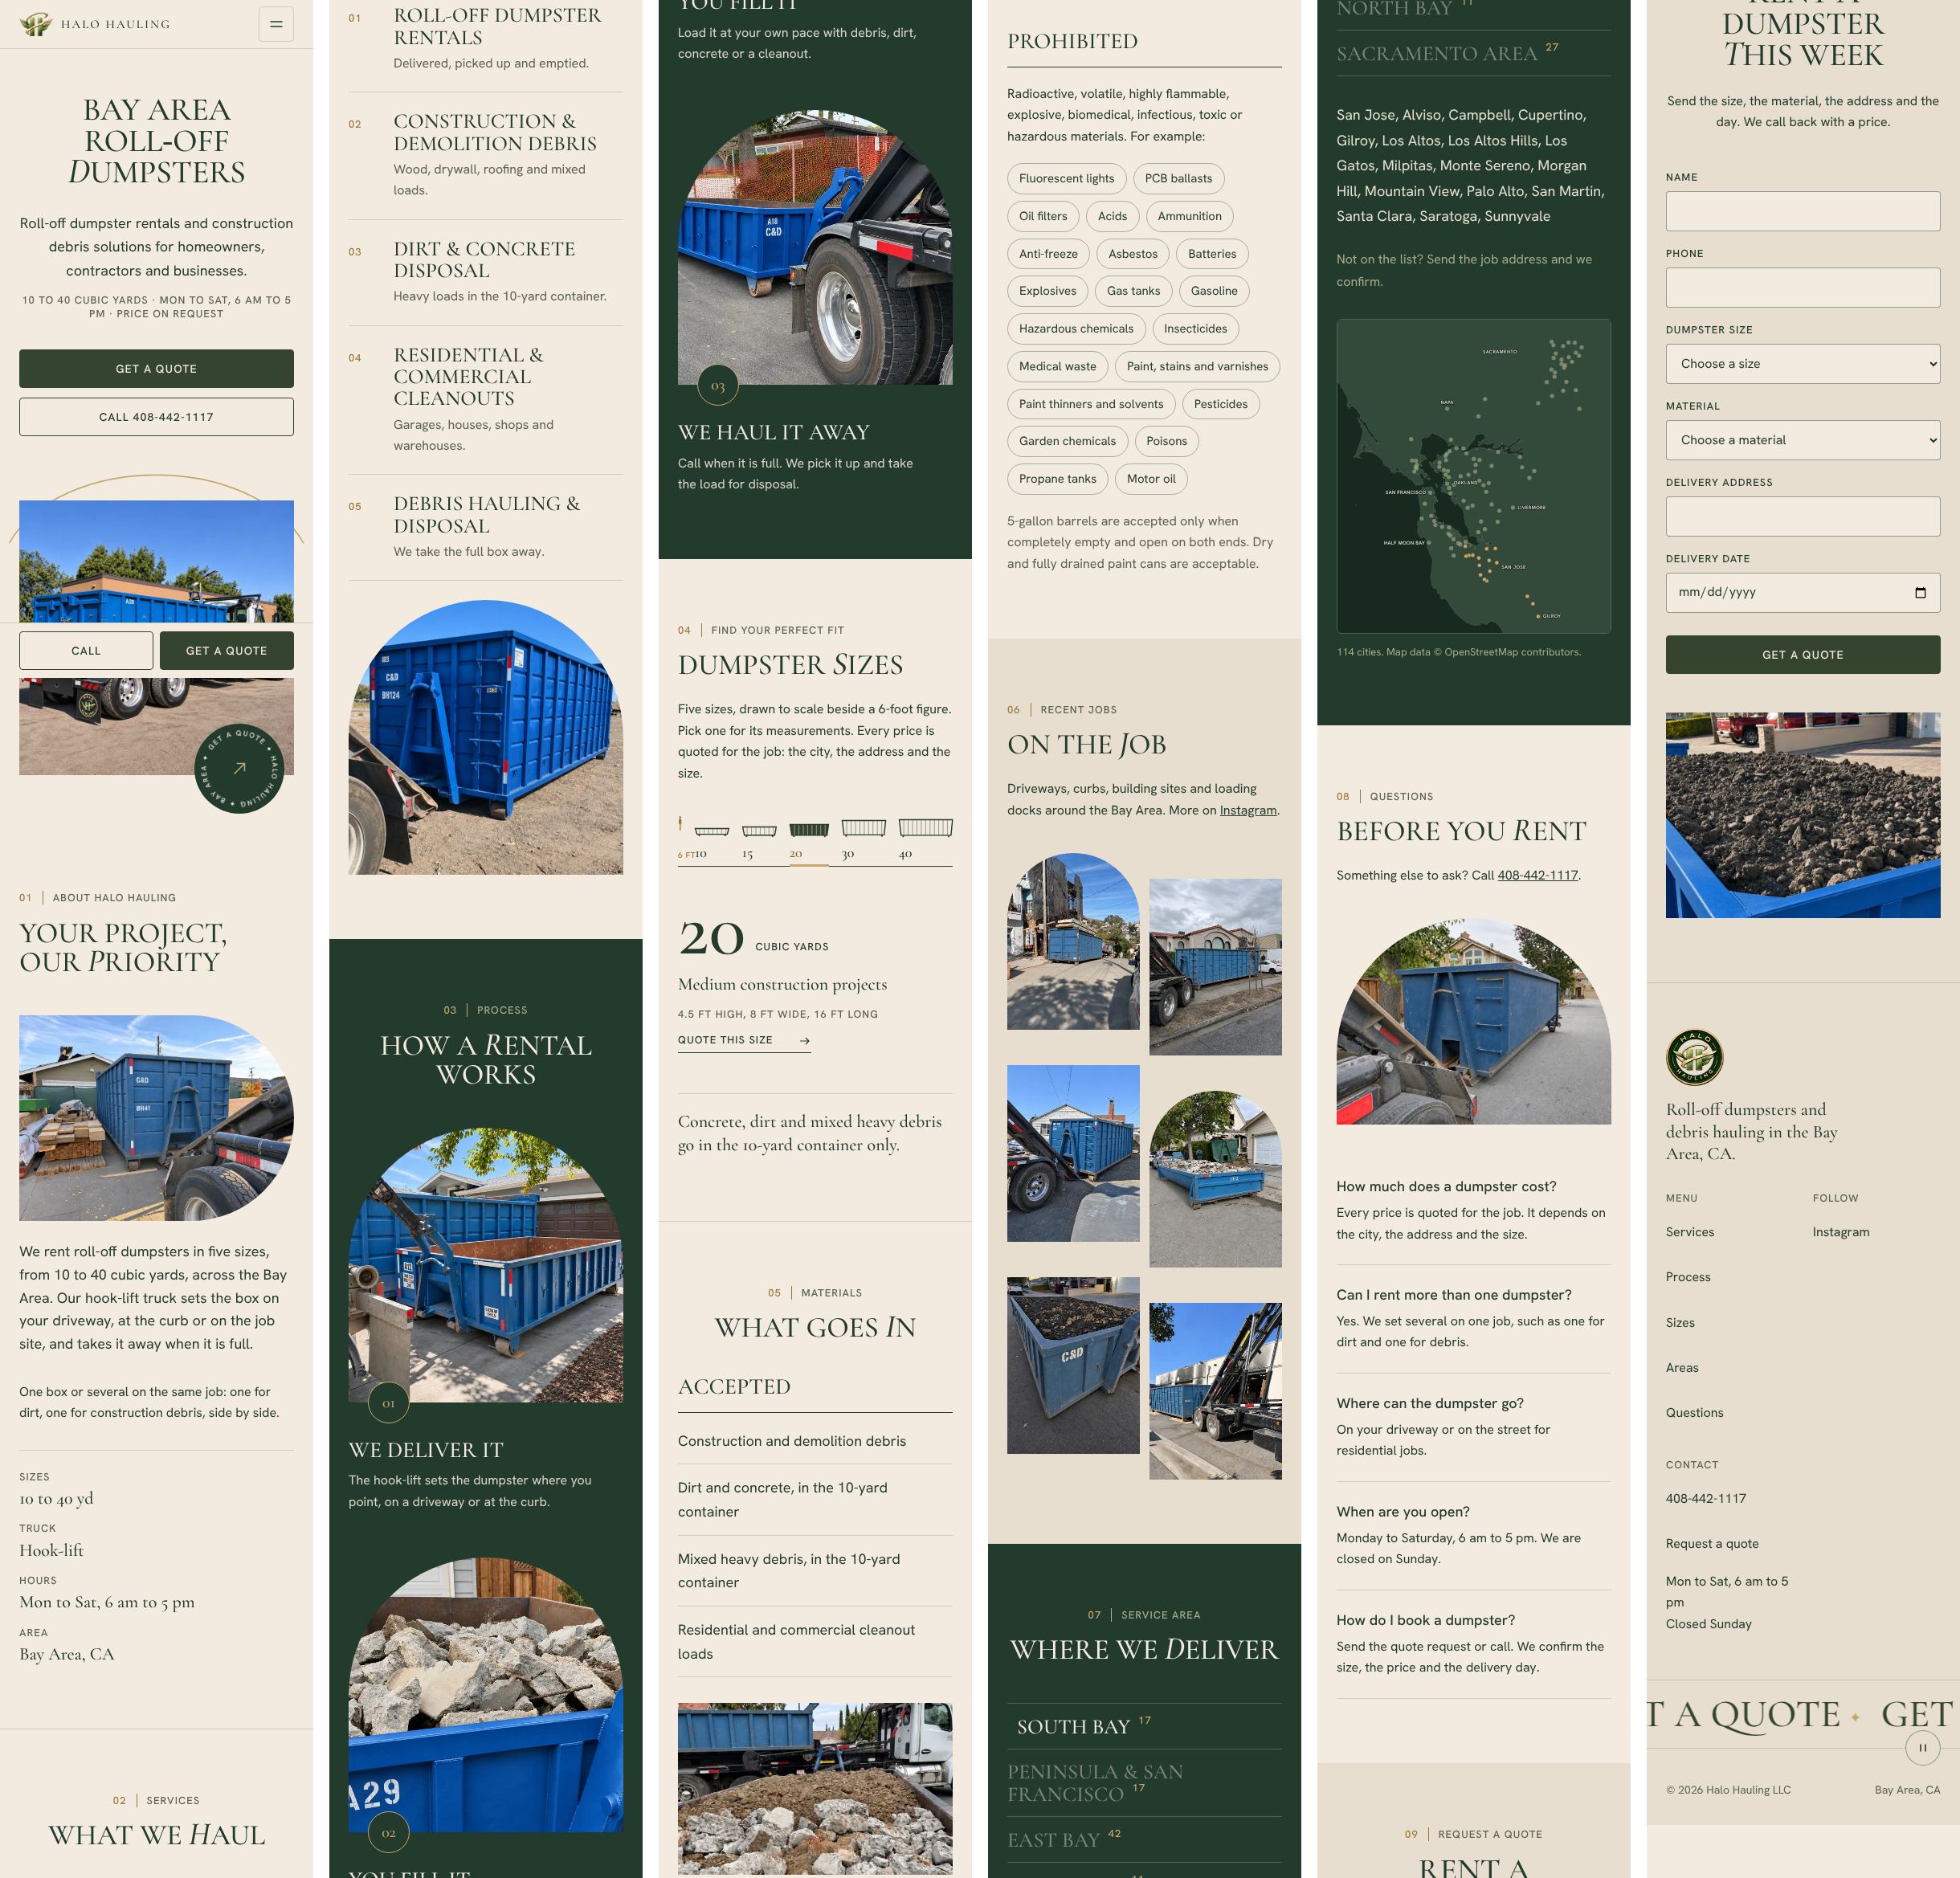 HALO HAULING
BAY AREA
ROLL-OFF
DUMPSTERS
Roll-off dumpster rentals and construction
debris solutions for homeowners,
contractors and businesses.
10 TO 40 CUBIC YARDS · MON TO SAT, 6 AM TO 5
PM · PRICE ON REQUEST
GET A QUOTE
CALL 408-442-1117
CALL
GET A QUOTE
GET A QUOTE ✦ HALO HAULING ✦ BAY AREA ✦
01 | ABOUT HALO HAULING
YOUR PROJECT,
OUR PRIORITY
C&D
BH41
We rent roll-off dumpsters in five sizes,
from 10 to 40 cubic yards, across the Bay
Area. Our hook-lift truck sets the box on
your driveway, at the curb or on the job
site, and takes it away when it is full.
One box or several on the same job: one for
dirt, one for construction debris, side by side.
SIZES
10 to 40 yd
TRUCK
Hook-lift
HOURS
Mon to Sat, 6 am to 5 pm
AREA
Bay Area, CA
02 | SERVICES
WHAT WE HAUL
01
ROLL-OFF DUMPSTER
RENTALS
Delivered, picked up and emptied.
02
CONSTRUCTION &
DEMOLITION DEBRIS
Wood, drywall, roofing and mixed
loads.
03
DIRT & CONCRETE
DISPOSAL
Heavy loads in the 10-yard container.
04
RESIDENTIAL &
COMMERCIAL
CLEANOUTS
Garages, houses, shops and
warehouses.
05
DEBRIS HAULING &
DISPOSAL
We take the full box away.
C&D
BH124
03 | PROCESS
HOW A RENTAL
WORKS
01
WE DELIVER IT
The hook-lift sets the dumpster where you
point, on a driveway or at the curb.
A29
02
YOU FILL IT
Load it at your own pace with debris, dirt,
concrete or a cleanout.
A18
C&D
03
WE HAUL IT AWAY
Call when it is full. We pick it up and take
the load for disposal.
04 | FIND YOUR PERFECT FIT
DUMPSTER SIZES
Five sizes, drawn to scale beside a 6-foot figure.
Pick one for its measurements. Every price is
quoted for the job: the city, the address and the
size.
6 FT 10 15 20 30 40
20 CUBIC YARDS
Medium construction projects
4.5 FT HIGH, 8 FT WIDE, 16 FT LONG
QUOTE THIS SIZE →
Concrete, dirt and mixed heavy debris
go in the 10-yard container only.
05 | MATERIALS
WHAT GOES IN
ACCEPTED
Construction and demolition debris
Dirt and concrete, in the 10-yard
container
Mixed heavy debris, in the 10-yard
container
Residential and commercial cleanout
loads
PROHIBITED
Radioactive, volatile, highly flammable,
explosive, biomedical, infectious, toxic or
hazardous materials. For example:
Fluorescent lights PCB ballasts
Oil filters Acids Ammunition
Anti-freeze Asbestos Batteries
Explosives Gas tanks Gasoline
Hazardous chemicals Insecticides
Medical waste Paint, stains and varnishes
Paint thinners and solvents Pesticides
Garden chemicals Poisons
Propane tanks Motor oil
5-gallon barrels are accepted only when
completely empty and open on both ends. Dry
and fully drained paint cans are acceptable.
06 | RECENT JOBS
ON THE JOB
Driveways, curbs, building sites and loading
docks around the Bay Area. More on Instagram.
C&D
07 | SERVICE AREA
WHERE WE DELIVER
SOUTH BAY 17
PENINSULA & SAN
FRANCISCO 17
EAST BAY 42
NORTH BAY 11
SACRAMENTO AREA 27
San Jose, Alviso, Campbell, Cupertino,
Gilroy, Los Altos, Los Altos Hills, Los
Gatos, Milpitas, Monte Sereno, Morgan
Hill, Mountain View, Palo Alto, San Martin,
Santa Clara, Saratoga, Sunnyvale
Not on the list? Send the job address and we
confirm.
SACRAMENTO
NAPA
OAKLAND
SAN FRANCISCO
LIVERMORE
HALF MOON BAY
SAN JOSE
GILROY
114 cities. Map data © OpenStreetMap contributors.
08 | QUESTIONS
BEFORE YOU RENT
Something else to ask? Call 408-442-1117.
How much does a dumpster cost?
Every price is quoted for the job. It depends on
the city, the address and the size.
Can I rent more than one dumpster?
Yes. We set several on one job, such as one for
dirt and one for debris.
Where can the dumpster go?
On your driveway or on the street for
residential jobs.
When are you open?
Monday to Saturday, 6 am to 5 pm. We are
closed on Sunday.
How do I book a dumpster?
Send the quote request or call. We confirm the
size, the price and the delivery day.
09 | REQUEST A QUOTE
RENT A
DUMPSTER
THIS WEEK
Send the size, the material, the address and the
day. We call back with a price.
NAME
PHONE
DUMPSTER SIZE
Choose a size
MATERIAL
Choose a material
DELIVERY ADDRESS
DELIVERY DATE
mm/dd/yyyy
GET A QUOTE
HALO
HAULING
Roll-off dumpsters and
debris hauling in the Bay
Area, CA.
MENU
Services
Process
Sizes
Areas
Questions
FOLLOW
Instagram
CONTACT
408-442-1117
Request a quote
Mon to Sat, 6 am to 5
pm
Closed Sunday
T A QUOTE ✦ GET
© 2026 Halo Hauling LLC
Bay Area, CA